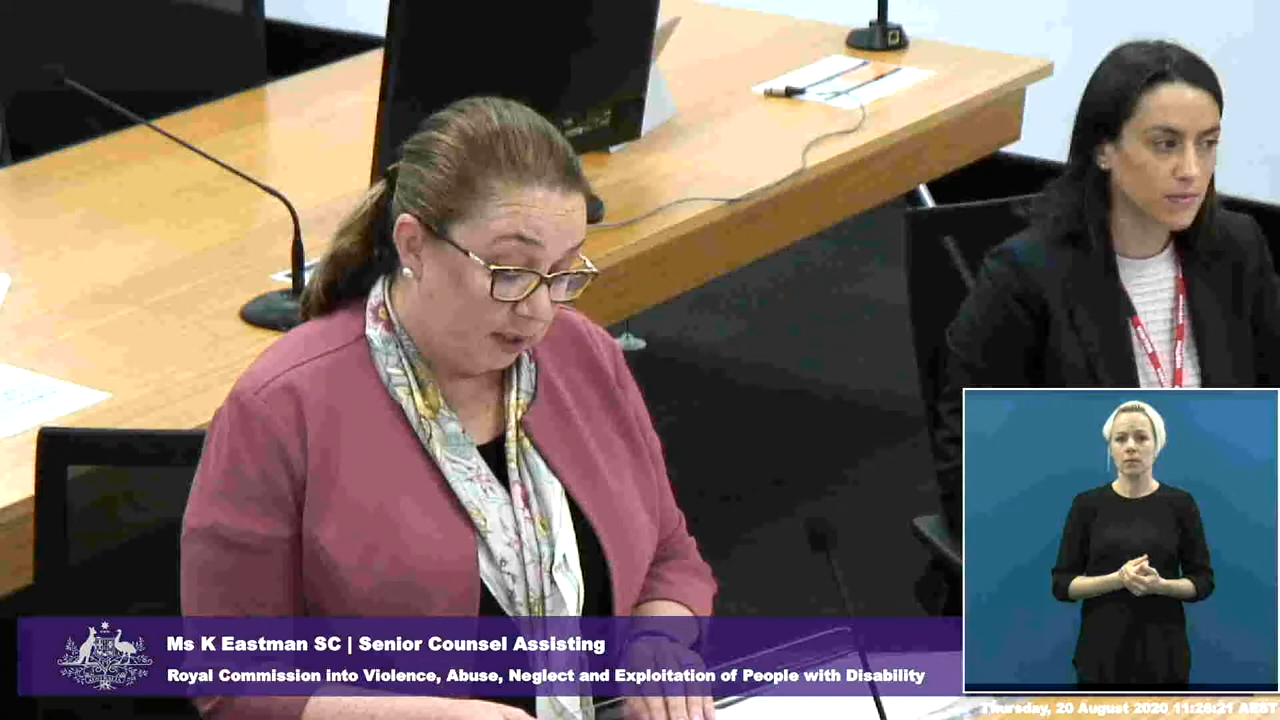 Ms K Eastman SC | Senior Counsel Assisting
Royal Commission into Violence, Abuse, Neglect and Exploitation of People with Disability
Thursday, 20 August 2020 11:26:21 AEST